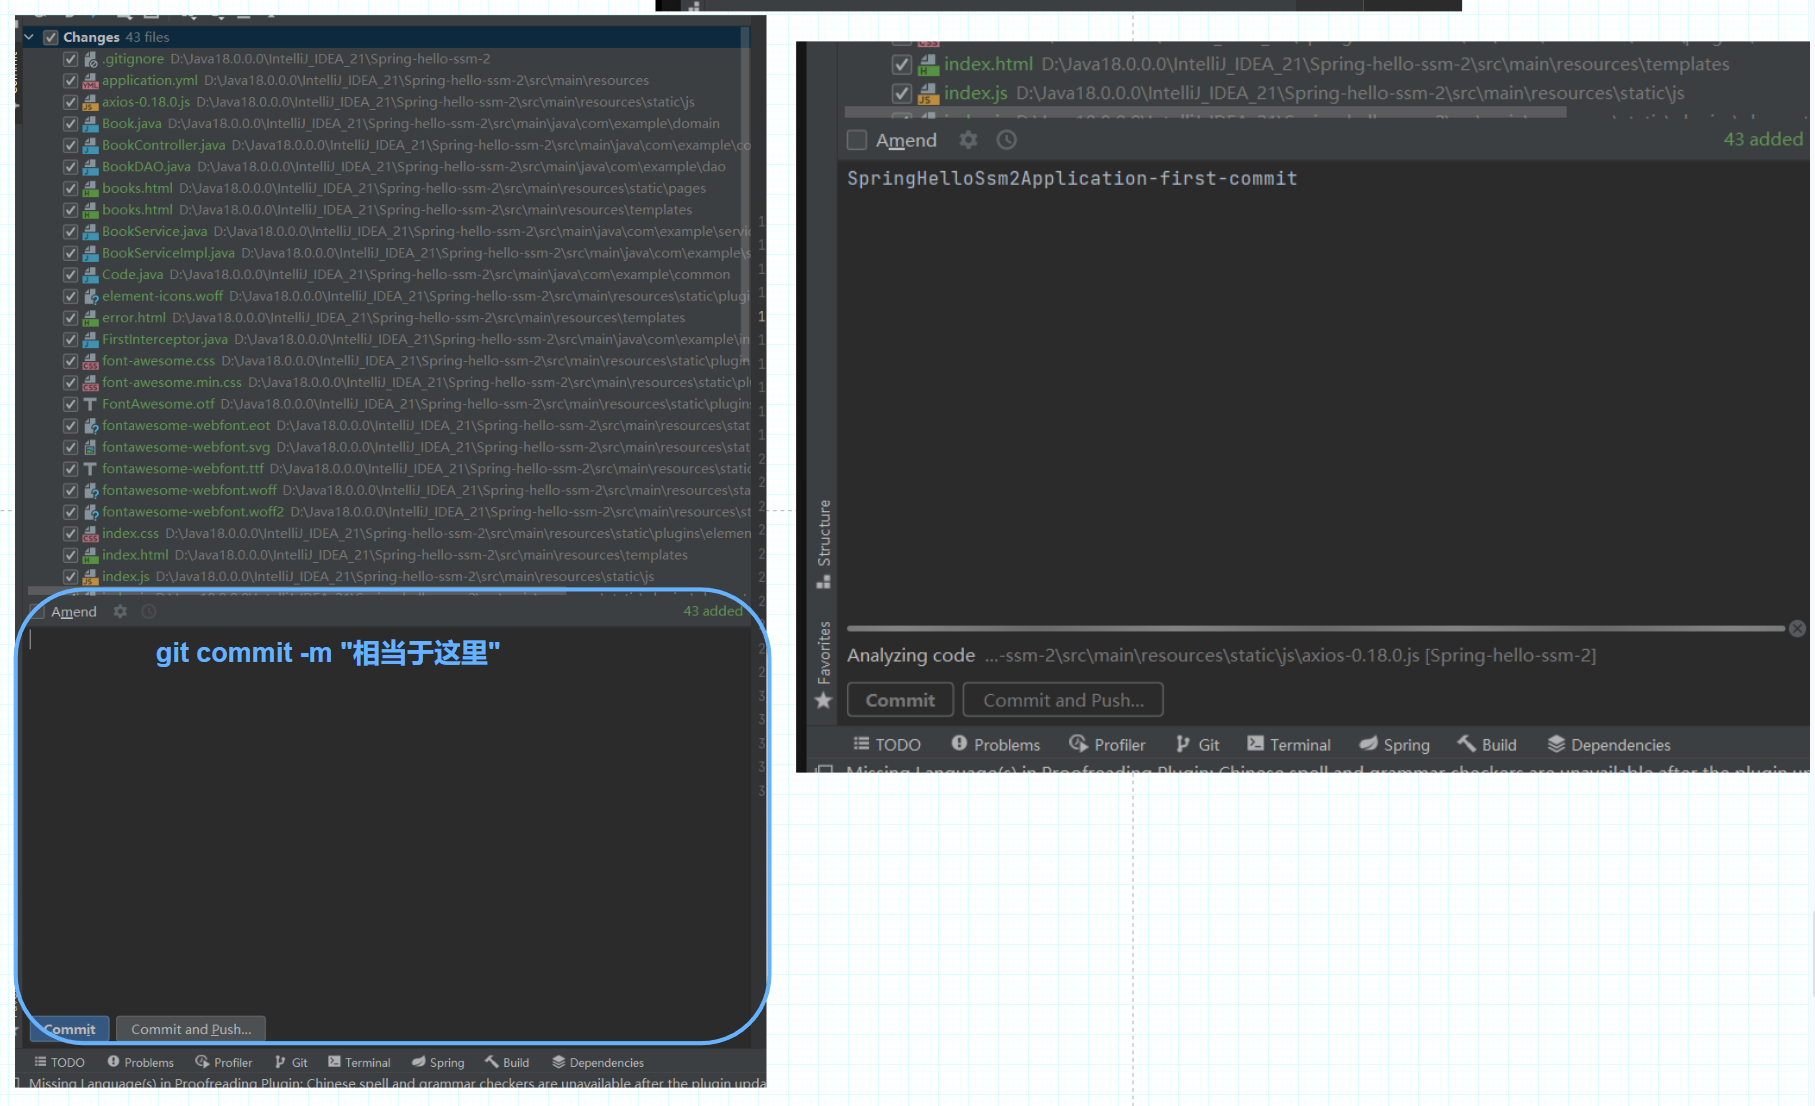 Changes 43 files
.gitignore D:\Java18.0.0.0\IntelliJ_IDEA_21\Spring-hello-ssm-2
application.yml D:\Java18.0.0.0\IntelliJ_IDEA_21\Spring-hello-ssm-2\src\main\resources
axios-0.18.0.js D:\Java18.0.0.0\IntelliJ_IDEA_21\Spring-hello-ssm-2\src\main\resources\static\js
Book.java D:\Java18.0.0.0\IntelliJ_IDEA_21\Spring-hello-ssm-2\src\main\java\com\example\domain
BookController.java D:\Java18.0.0.0\IntelliJ_IDEA_21\Spring-hello-ssm-2\src\main\java\com\example\co
BookDAO.java D:\Java18.0.0.0\IntelliJ_IDEA_21\Spring-hello-ssm-2\src\main\java\com\example\dao
books.html D:\Java18.0.0.0\IntelliJ_IDEA_21\Spring-hello-ssm-2\src\main\resources\static\pages
books.html D:\Java18.0.0.0\IntelliJ_IDEA_21\Spring-hello-ssm-2\src\main\resources\templates
BookService.java D:\Java18.0.0.0\IntelliJ_IDEA_21\Spring-hello-ssm-2\src\main\java\com\example\servic
BookServiceImpl.java D:\Java18.0.0.0\IntelliJ_IDEA_21\Spring-hello-ssm-2\src\main\java\com\example\s
Code.java D:\Java18.0.0.0\IntelliJ_IDEA_21\Spring-hello-ssm-2\src\main\java\com\example\common
element-icons.woff D:\Java18.0.0.0\IntelliJ_IDEA_21\Spring-hello-ssm-2\src\main\resources\static\plugi
error.html D:\Java18.0.0.0\IntelliJ_IDEA_21\Spring-hello-ssm-2\src\main\resources\templates
FirstInterceptor.java D:\Java18.0.0.0\IntelliJ_IDEA_21\Spring-hello-ssm-2\src\main\java\com\example\in
font-awesome.css D:\Java18.0.0.0\IntelliJ_IDEA_21\Spring-hello-ssm-2\src\main\resources\static\plugin
font-awesome.min.css D:\Java18.0.0.0\IntelliJ_IDEA_21\Spring-hello-ssm-2\src\main\resources\static\pl
FontAwesome.otf D:\Java18.0.0.0\IntelliJ_IDEA_21\Spring-hello-ssm-2\src\main\resources\static\plugins
fontawesome-webfont.eot D:\Java18.0.0.0\IntelliJ_IDEA_21\Spring-hello-ssm-2\src\main\resources\stat
fontawesome-webfont.svg D:\Java18.0.0.0\IntelliJ_IDEA_21\Spring-hello-ssm-2\src\main\resources\stat
fontawesome-webfont.ttf D:\Java18.0.0.0\IntelliJ_IDEA_21\Spring-hello-ssm-2\src\main\resources\static
fontawesome-webfont.woff D:\Java18.0.0.0\IntelliJ_IDEA_21\Spring-hello-ssm-2\src\main\resources\sta
fontawesome-webfont.woff2 D:\Java18.0.0.0\IntelliJ_IDEA_21\Spring-hello-ssm-2\src\main\resources\st
index.css D:\Java18.0.0.0\IntelliJ_IDEA_21\Spring-hello-ssm-2\src\main\resources\static\plugins\elemen
index.html D:\Java18.0.0.0\IntelliJ_IDEA_21\Spring-hello-ssm-2\src\main\resources\templates
index.js D:\Java18.0.0.0\IntelliJ_IDEA_21\Spring-hello-ssm-2\src\main\resources\static\js
Amend 43 added
git commit -m "相当于这里"
Commit Commit and Push...
TODO Problems Profiler Git Terminal Spring Build Dependencies
Missing Language(s) in Proofreading Plugin: Chinese spell and grammar checkers are unavailable after the plugin upda
index.html D:\Java18.0.0.0\IntelliJ_IDEA_21\Spring-hello-ssm-2\src\main\resources\templates
index.js D:\Java18.0.0.0\IntelliJ_IDEA_21\Spring-hello-ssm-2\src\main\resources\static\js
Amend 43 added
SpringHelloSsm2Application-first-commit
Structure
Favorites
Analyzing code ...-ssm-2\src\main\resources\static\js\axios-0.18.0.js [Spring-hello-ssm-2]
Commit Commit and Push...
TODO Problems Profiler Git Terminal Spring Build Dependencies
Missing Language(s) in Proofreading Plugin: Chinese spell and grammar checkers are unavailable after the plugin u